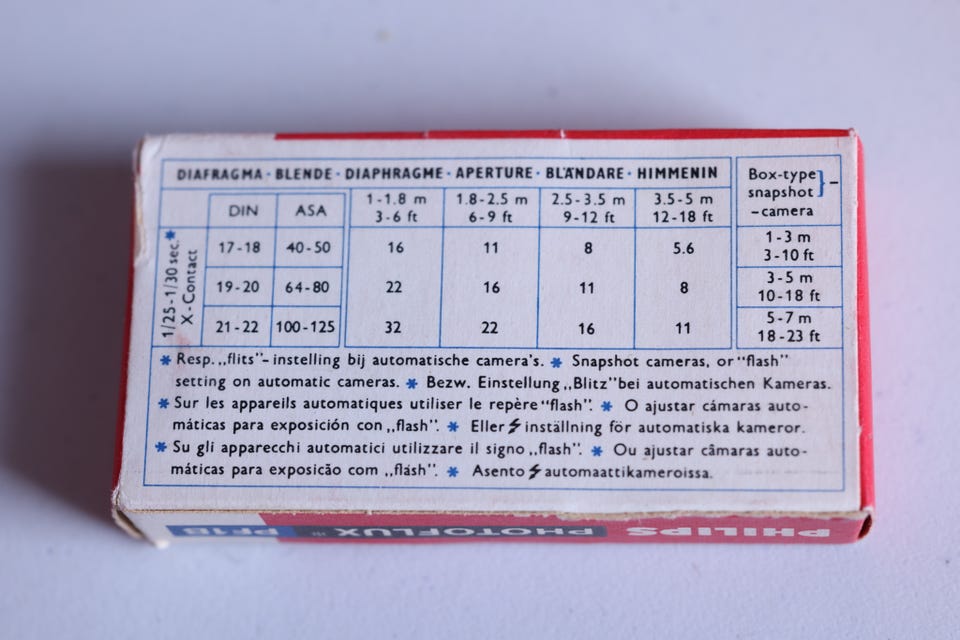 DIAFRAGMA · BLENDE · DIAPHRAGME · APERTURE · BLÄNDARE · HIMMENIN
Box-type
snapshot } –
– camera
DIN ASA 1-1.8 m 1.8-2.5 m 2.5-3.5 m 3.5-5 m
3-6 ft 6-9 ft 9-12 ft 12-18 ft
1/25-1/30 sec.*
X-Contact
17-18 40-50 16 11 8 5.6 1-3 m
3-10 ft
19-20 64-80 22 16 11 8 3-5 m
10-18 ft
21-22 100-125 32 22 16 11 5-7 m
18-23 ft
* Resp. „flits”- instelling bij automatische camera's. * Snapshot cameras, or “flash”
setting on automatic cameras. * Bezw. Einstellung „Blitz” bei automatischen Kameras.
* Sur les appareils automatiques utiliser le repère “flash”. * O ajustar cámaras auto-
máticas para exposición con „flash”. * Eller ⚡ inställning för automatiska kameror.
* Su gli apparecchi automatici utilizzare il signo „flash”. * Ou ajustar câmaras auto-
máticas para exposicão com „flásh”. * Asento ⚡ automaattikameroissa.
PHILIPS PHOTOFLUX ® PF1B